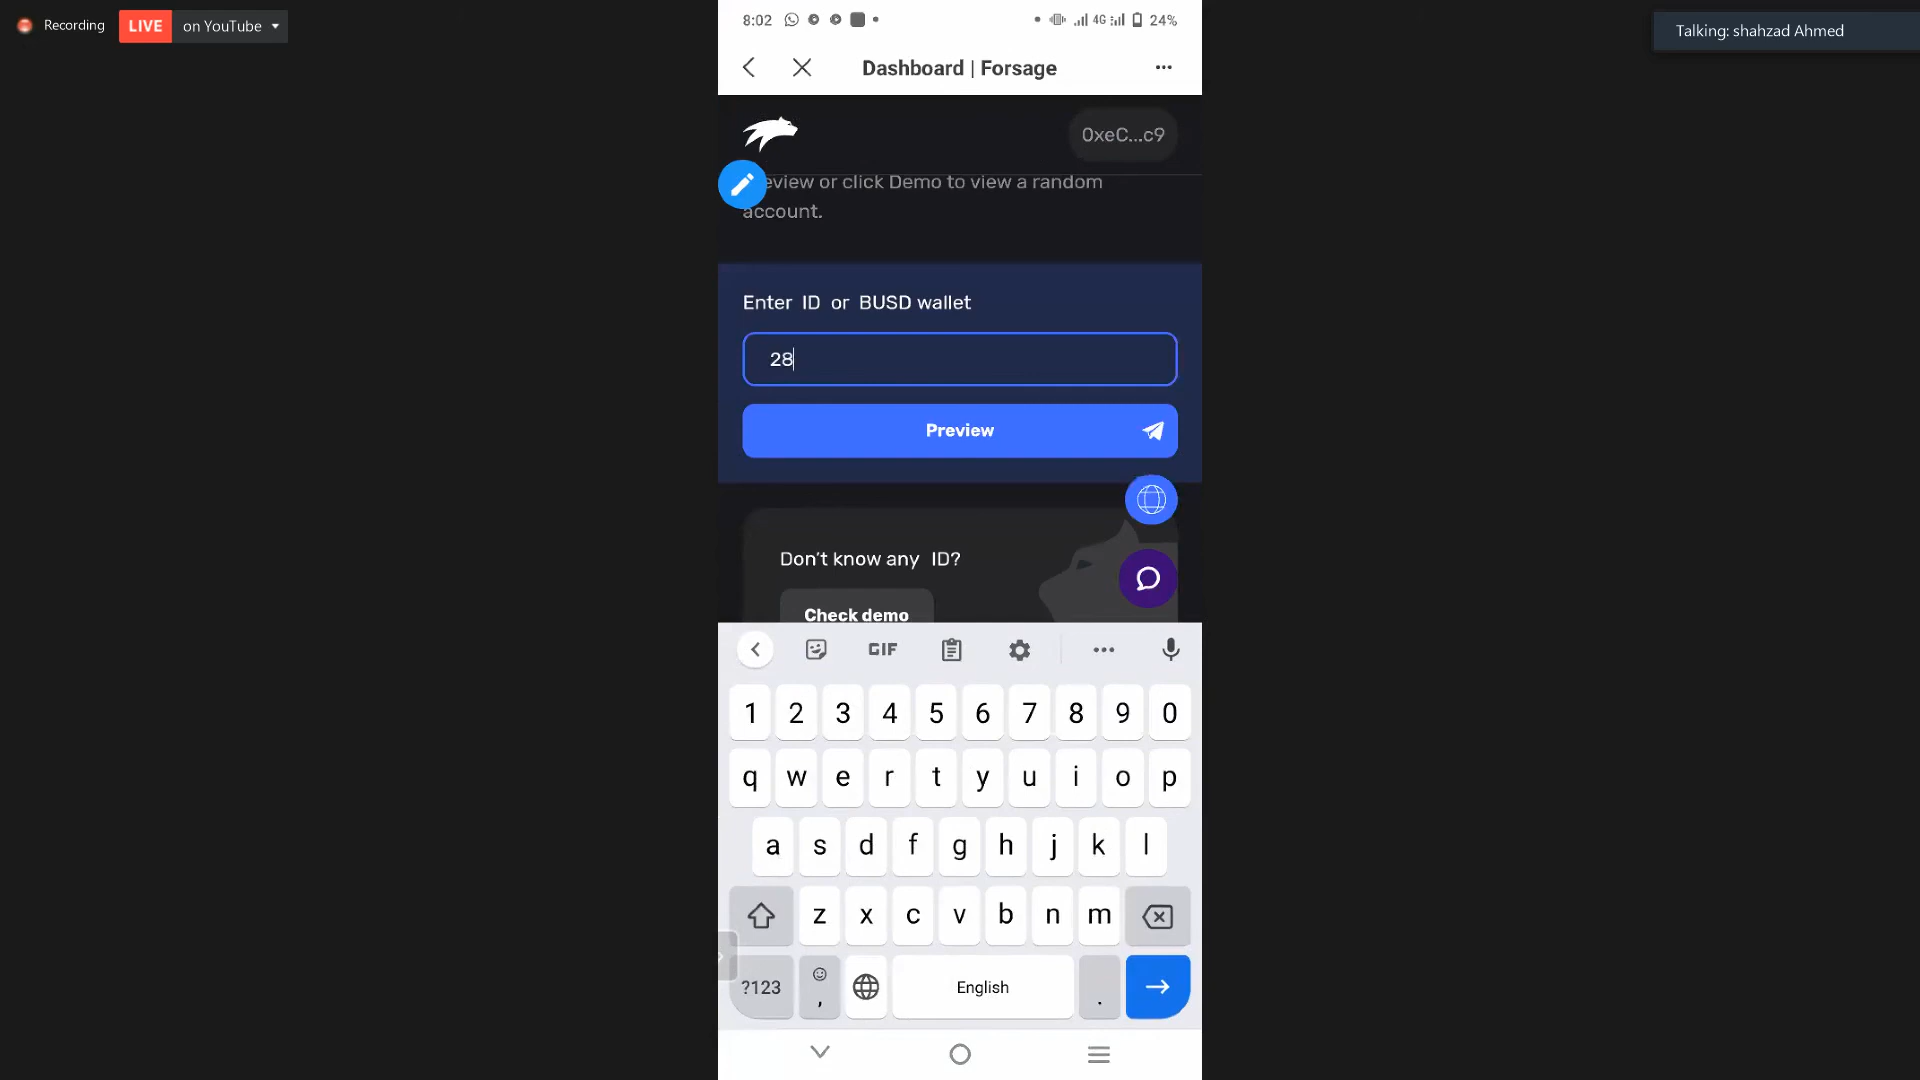 Recording
LIVE on YouTube
Talking: shahzad Ahmed
8:02 4G 24%
Dashboard | Forsage
0xeC...c9
eview or click Demo to view a random
account.
Enter ID or BUSD wallet
28
Preview
Don't know any ID?
Check demo
GIF
1 2 3 4 5 6 7 8 9 0
q w e r t y u i o p
a s d f g h j k l
z x c v b n m
?123 , English .